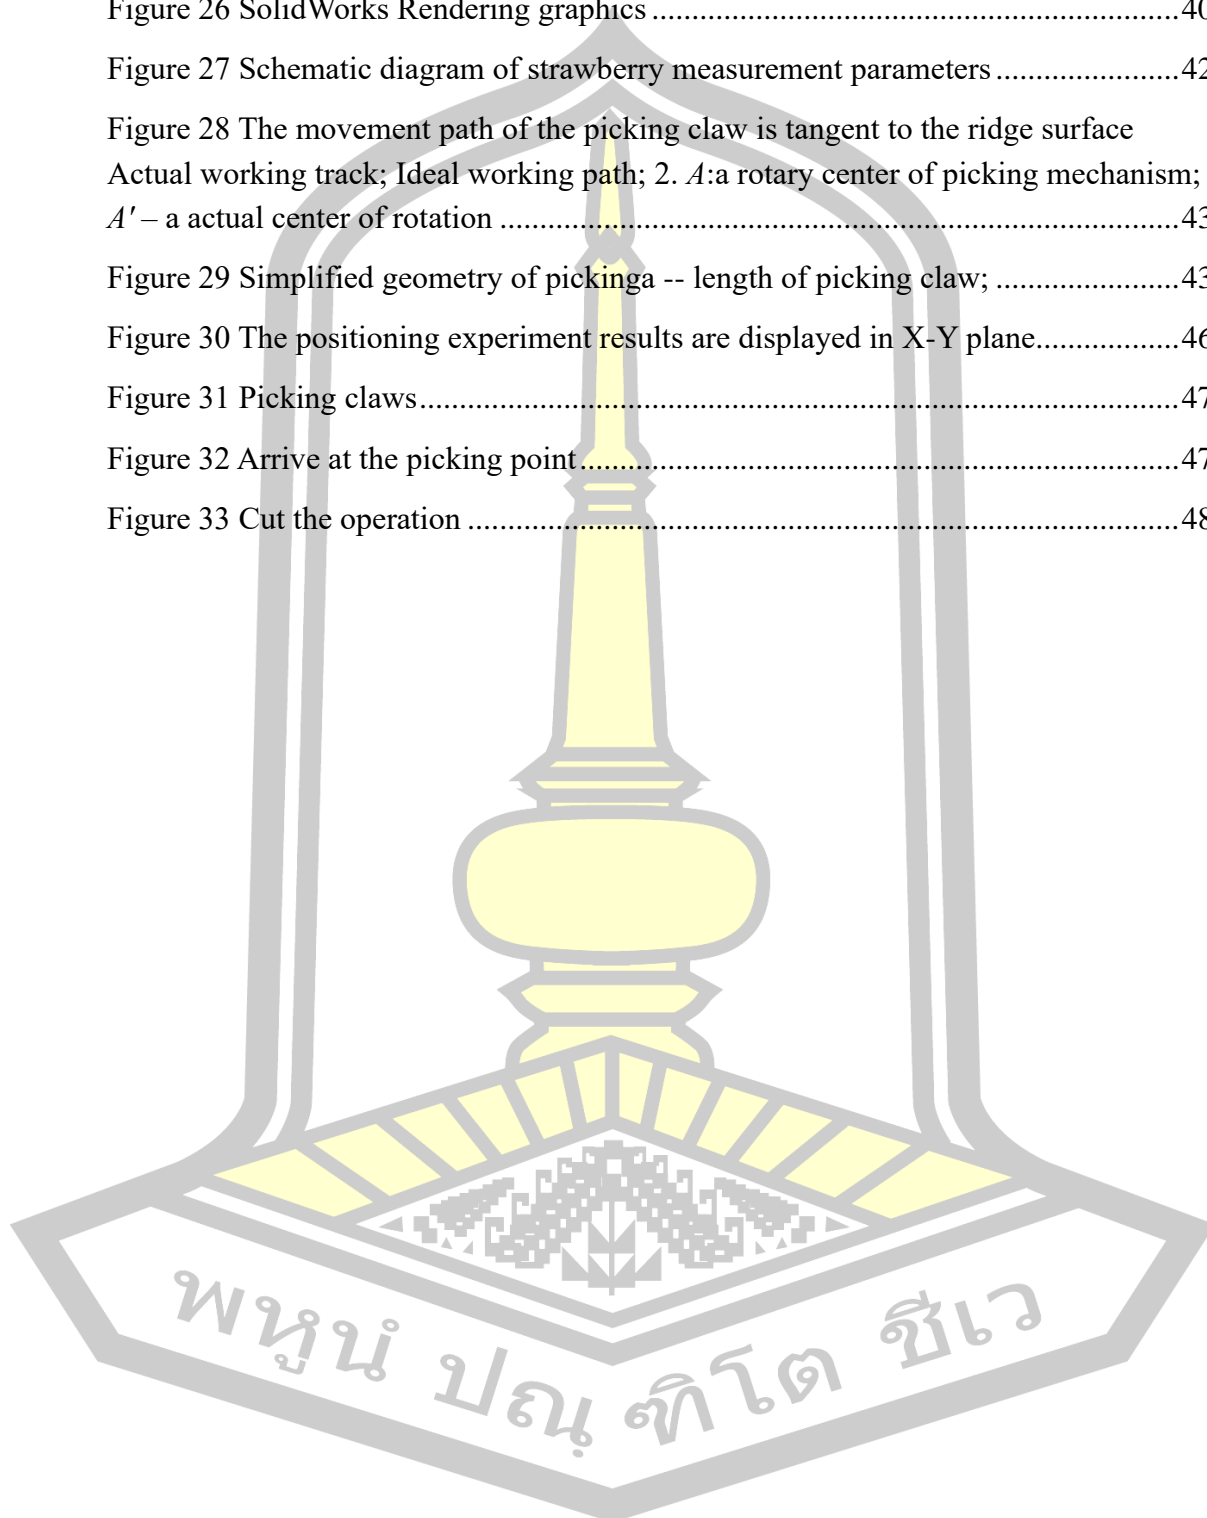 Figure 26 SolidWorks Rendering graphics ................................................................ 40
Figure 27 Schematic diagram of strawberry measurement parameters ....................... 42
Figure 28 The movement path of the picking claw is tangent to the ridge surface
Actual working track; Ideal working path; 2. A:a rotary center of picking mechanism;
A' – a actual center of rotation ..................................................................................... 43
Figure 29 Simplified geometry of pickinga -- length of picking claw; ....................... 43
Figure 30 The positioning experiment results are displayed in X-Y plane.................. 46
Figure 31 Picking claws................................................................................................ 47
Figure 32 Arrive at the picking point............................................................................ 47
Figure 33 Cut the operation ......................................................................................... 48
พหูนํ ปณฺ ฑิโต ชีเว